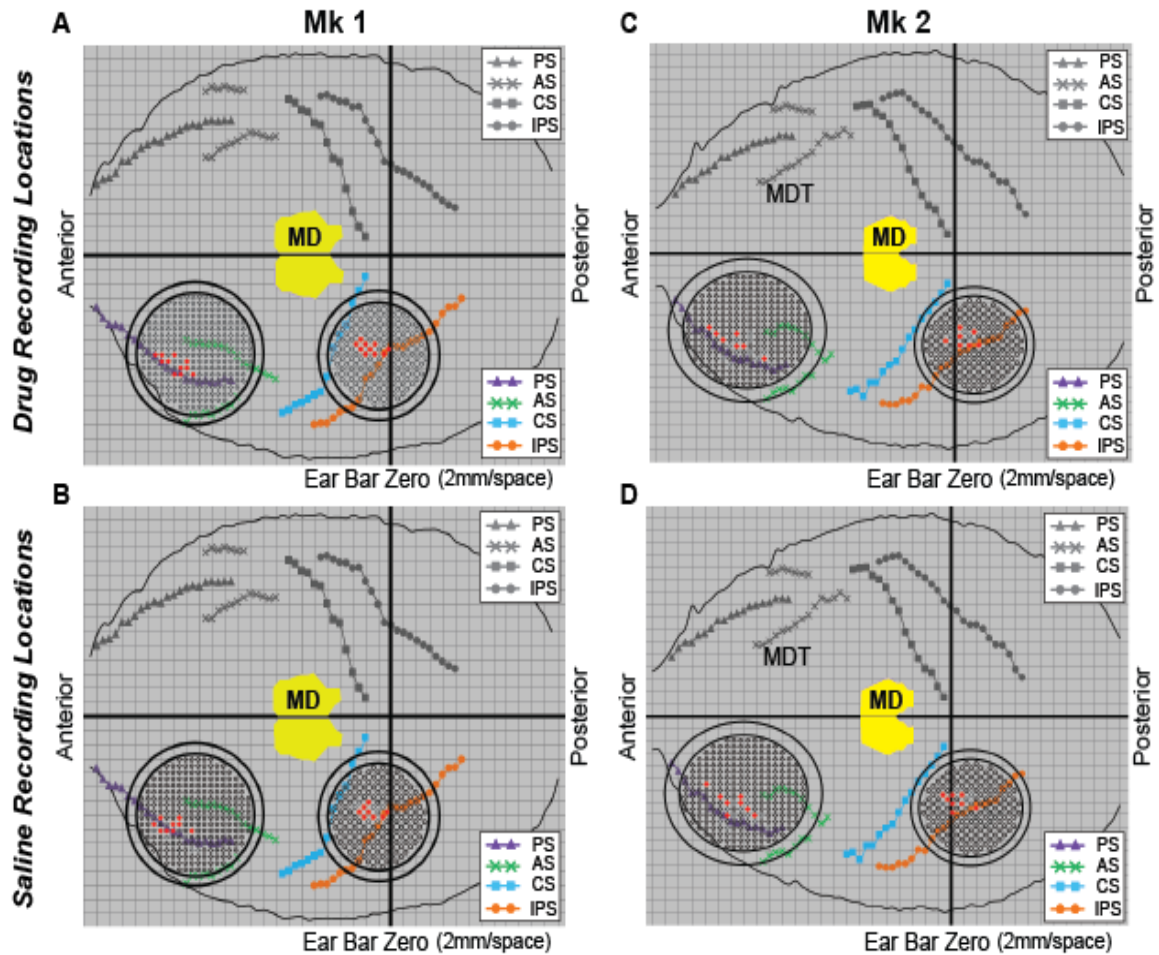 A
Mk 1
C
Mk 2
Drug Recording Locations
PS
AS
CS
IPS
Anterior
MD
Posterior
PS
AS
CS
IPS
Ear Bar Zero (2mm/space)
PS
AS
CS
IPS
MDT
Anterior
MD
Posterior
PS
AS
CS
IPS
Ear Bar Zero (2mm/space)
B
D
Saline Recording Locations
PS
AS
CS
IPS
Anterior
MD
Posterior
PS
AS
CS
IPS
Ear Bar Zero (2mm/space)
PS
AS
CS
IPS
MDT
Anterior
MD
Posterior
PS
AS
CS
IPS
Ear Bar Zero (2mm/space)